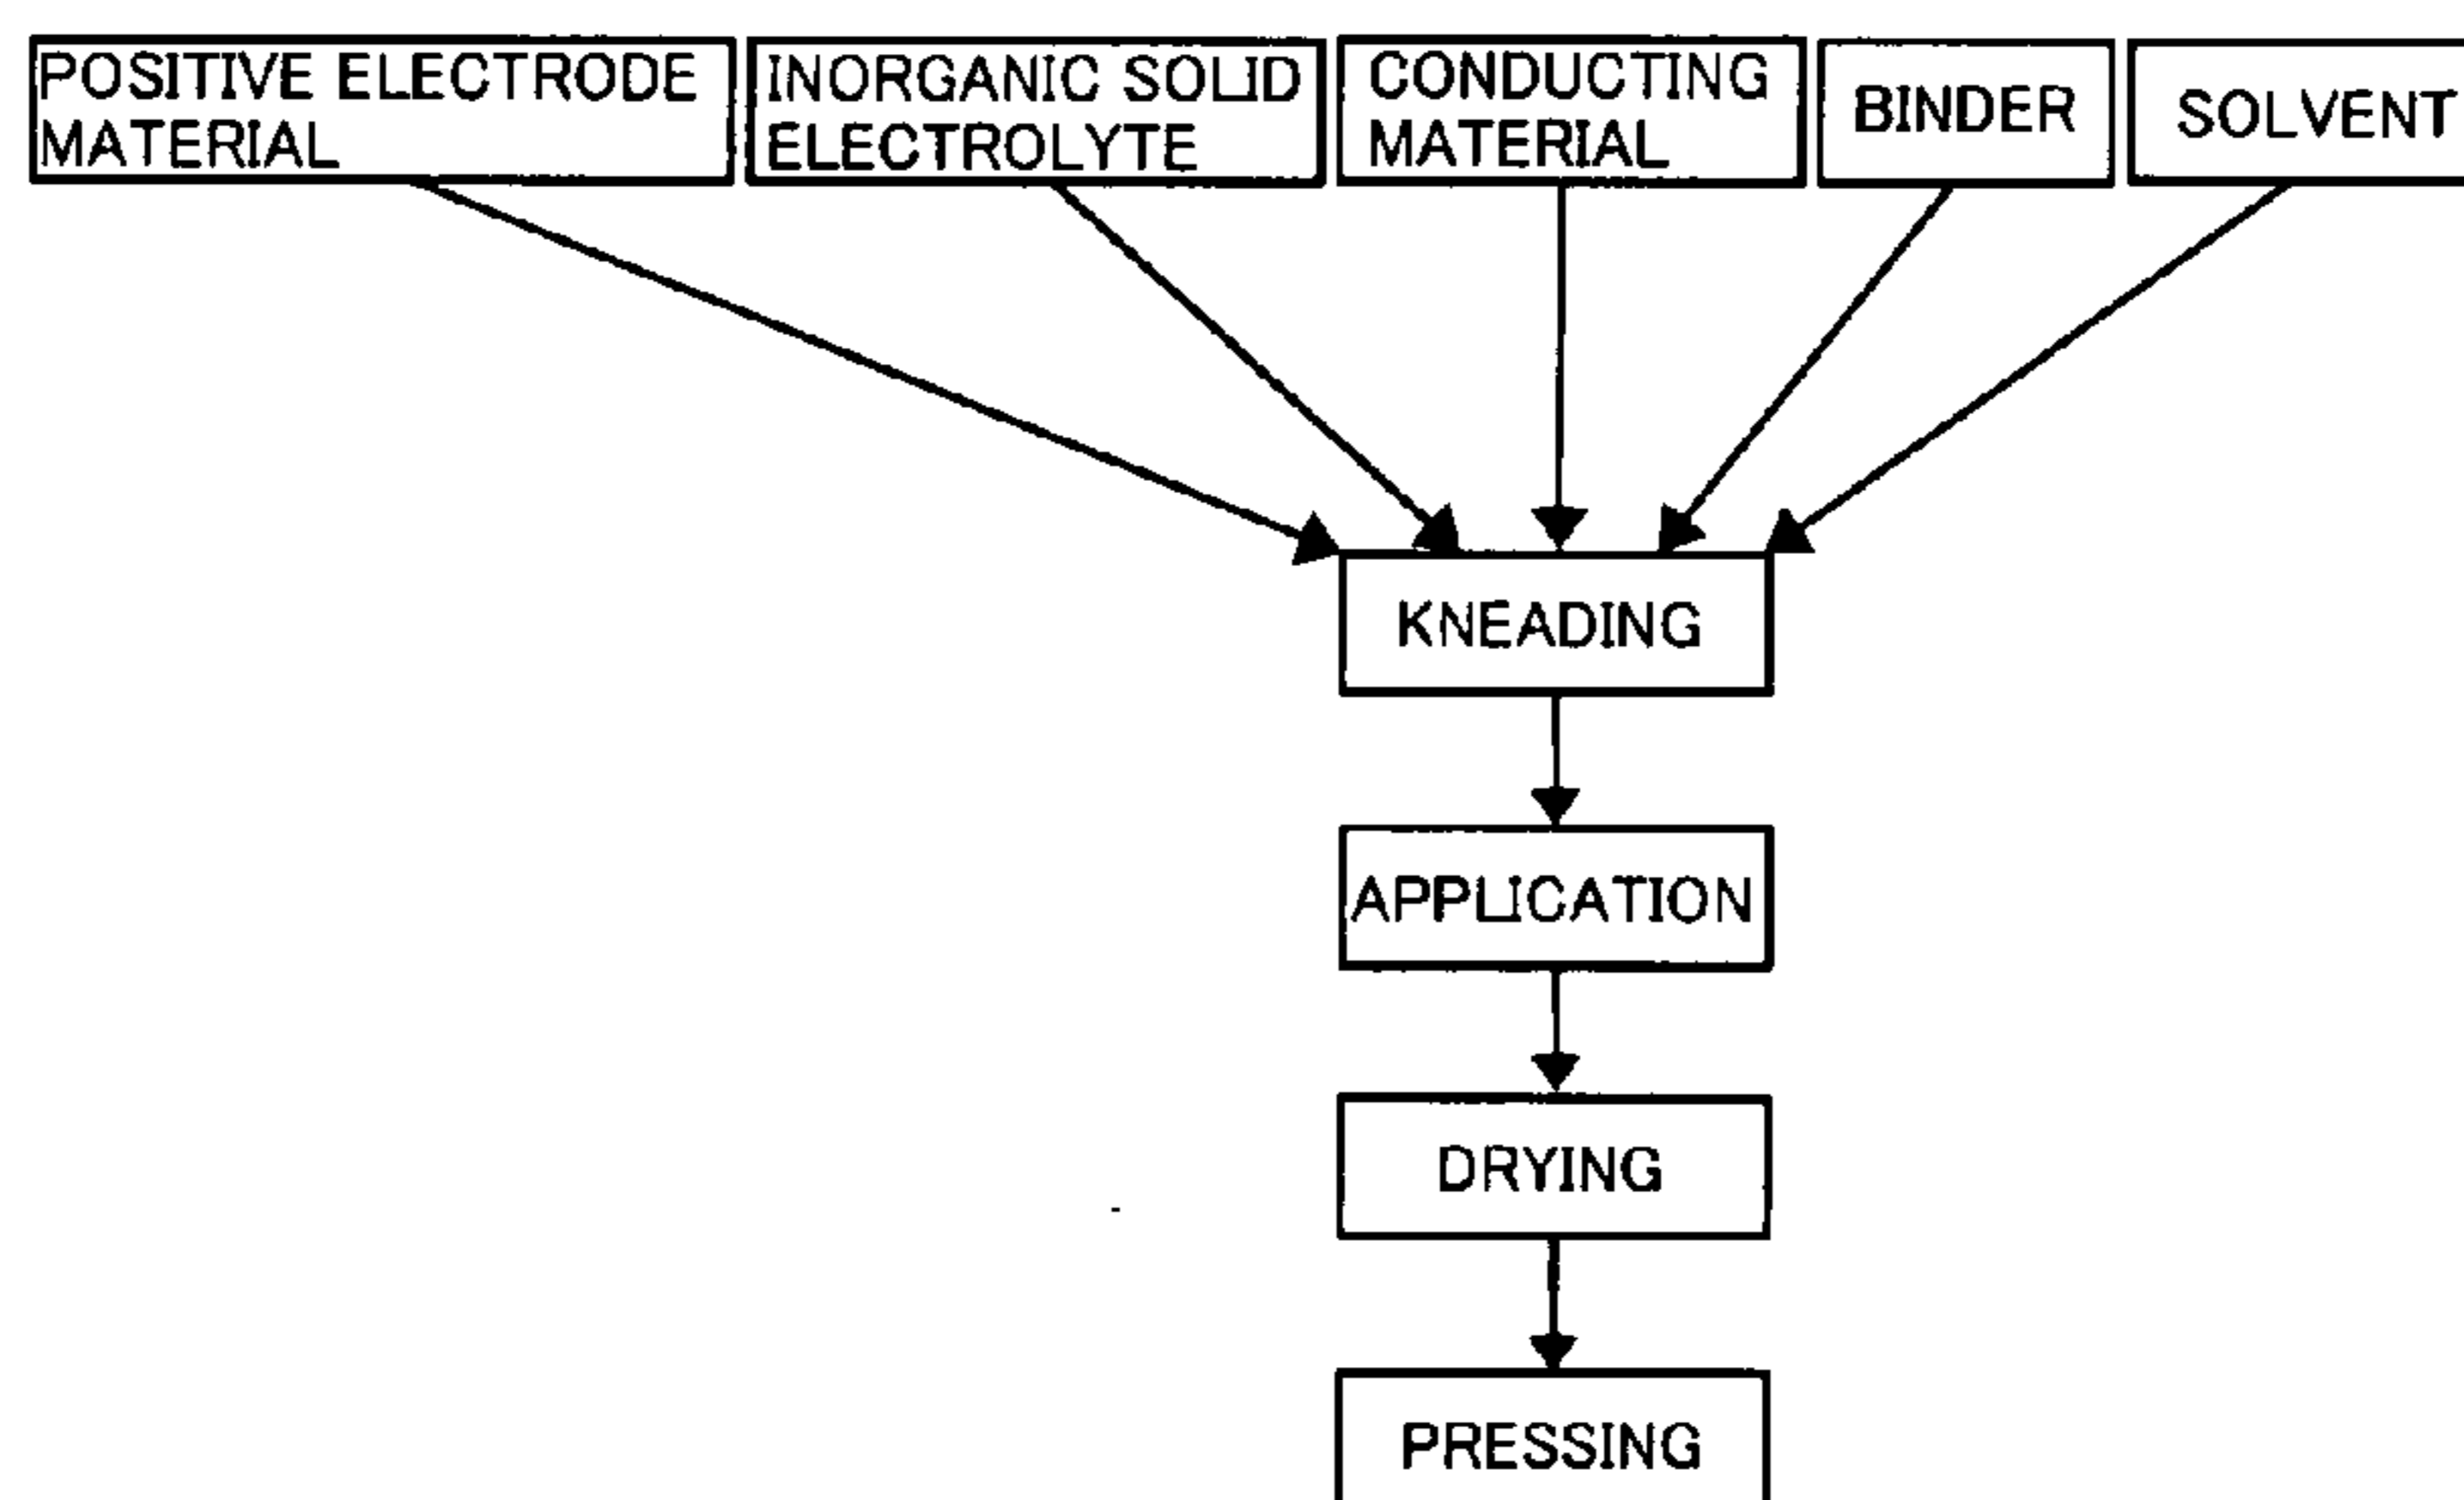 POSITIVE ELECTRODE
MATERIAL
INORGANIC SOLID
ELECTROLYTE
CONDUCTING
MATERIAL
BINDER
SOLVENT
KNEADING
APPLICATION
DRYING
PRESSING